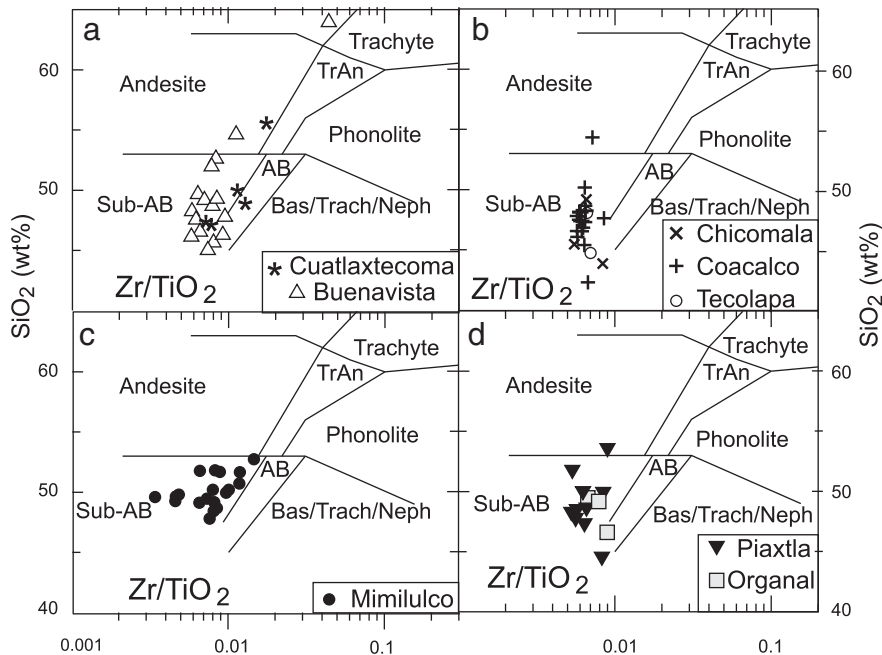 a
Trachyte
60
TrAn
Andesite
Phonolite
AB
50
Sub-AB
Bas/Trach/Neph
SiO2 (wt%)
Zr/TiO2
Cuatlaxtecoma
Buenavista
b
Trachyte
60
TrAn
Andesite
Phonolite
AB
50
Sub-AB
Bas/Trach/Neph
Chicomala
Zr/TiO2
Coacalco
Tecolapa
SiO2 (wt%)
c
Trachyte
60
TrAn
Andesite
Phonolite
AB
50
Sub-AB
Bas/Trach/Neph
Zr/TiO2
Mimilulco
40
0.001
0.01
0.1
d
Trachyte
60
TrAn
Andesite
Phonolite
AB
50
Sub-AB
Bas/Trach/Neph
Piaxtla
Zr/TiO2
Organal
40
0.01
0.1